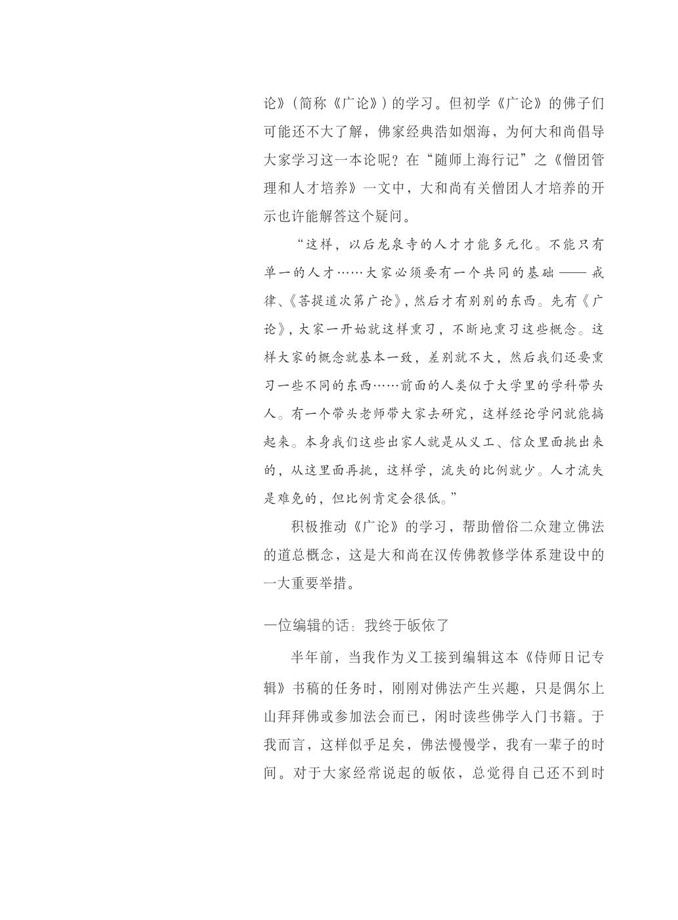 论》（简称《广论》）的学习。但初学《广论》的佛子们
可能还不大了解，佛家经典浩如烟海，为何大和尚倡导
大家学习这一本论呢？在“随师上海行记”之《僧团管
理和人才培养》一文中，大和尚有关僧团人才培养的开
示也许能解答这个疑问。
“这样，以后龙泉寺的人才才能多元化。不能只有
单一的人才……大家必须要有一个共同的基础——戒
律、《菩提道次第广论》，然后才有别别的东西。先有《广
论》，大家一开始就这样熏习，不断地熏习这些概念。这
样大家的概念就基本一致，差别就不大，然后我们还要熏
习一些不同的东西……前面的人类似于大学里的学科带头
人。有一个带头老师带大家去研究，这样经论学问就能搞
起来。本身我们这些出家人就是从义工、信众里面挑出来
的，从这里面再挑，这样学，流失的比例就少。人才流失
是难免的，但比例肯定会很低。”
积极推动《广论》的学习，帮助僧俗二众建立佛法
的道总概念，这是大和尚在汉传佛教修学体系建设中的
一大重要举措。
一位编辑的话：我终于皈依了
半年前，当我作为义工接到编辑这本《侍师日记专
辑》书稿的任务时，刚刚对佛法产生兴趣，只是偶尔上
山拜拜佛或参加法会而已，闲时读些佛学入门书籍。于
我而言，这样似乎足矣，佛法慢慢学，我有一辈子的时
间。对于大家经常说起的皈依，总觉得自己还不到时